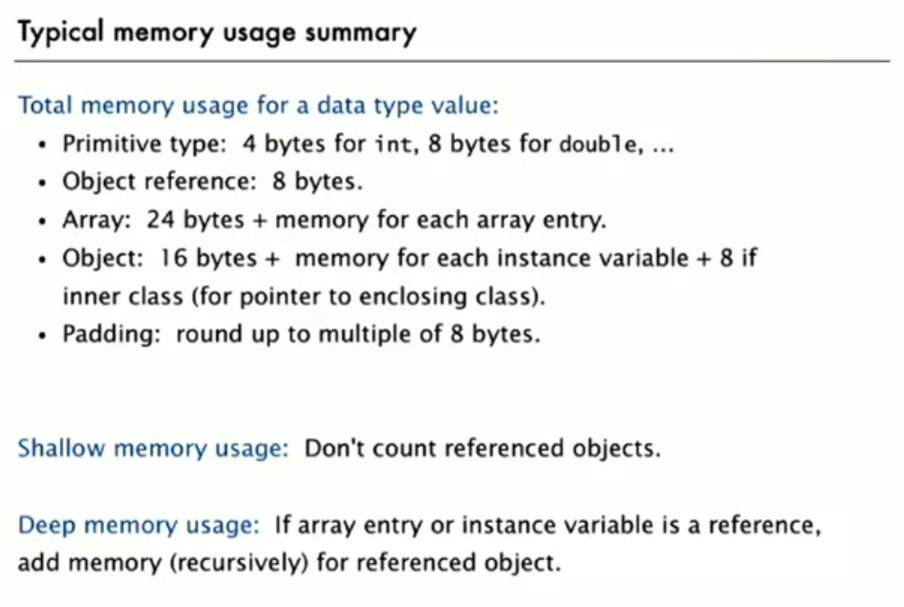 Typical memory usage summary
Total memory usage for a data type value:
• Primitive type: 4 bytes for int, 8 bytes for double, ...
• Object reference: 8 bytes.
• Array: 24 bytes + memory for each array entry.
• Object: 16 bytes + memory for each instance variable + 8 if
inner class (for pointer to enclosing class).
• Padding: round up to multiple of 8 bytes.
Shallow memory usage: Don't count referenced objects.
Deep memory usage: If array entry or instance variable is a reference,
add memory (recursively) for referenced object.